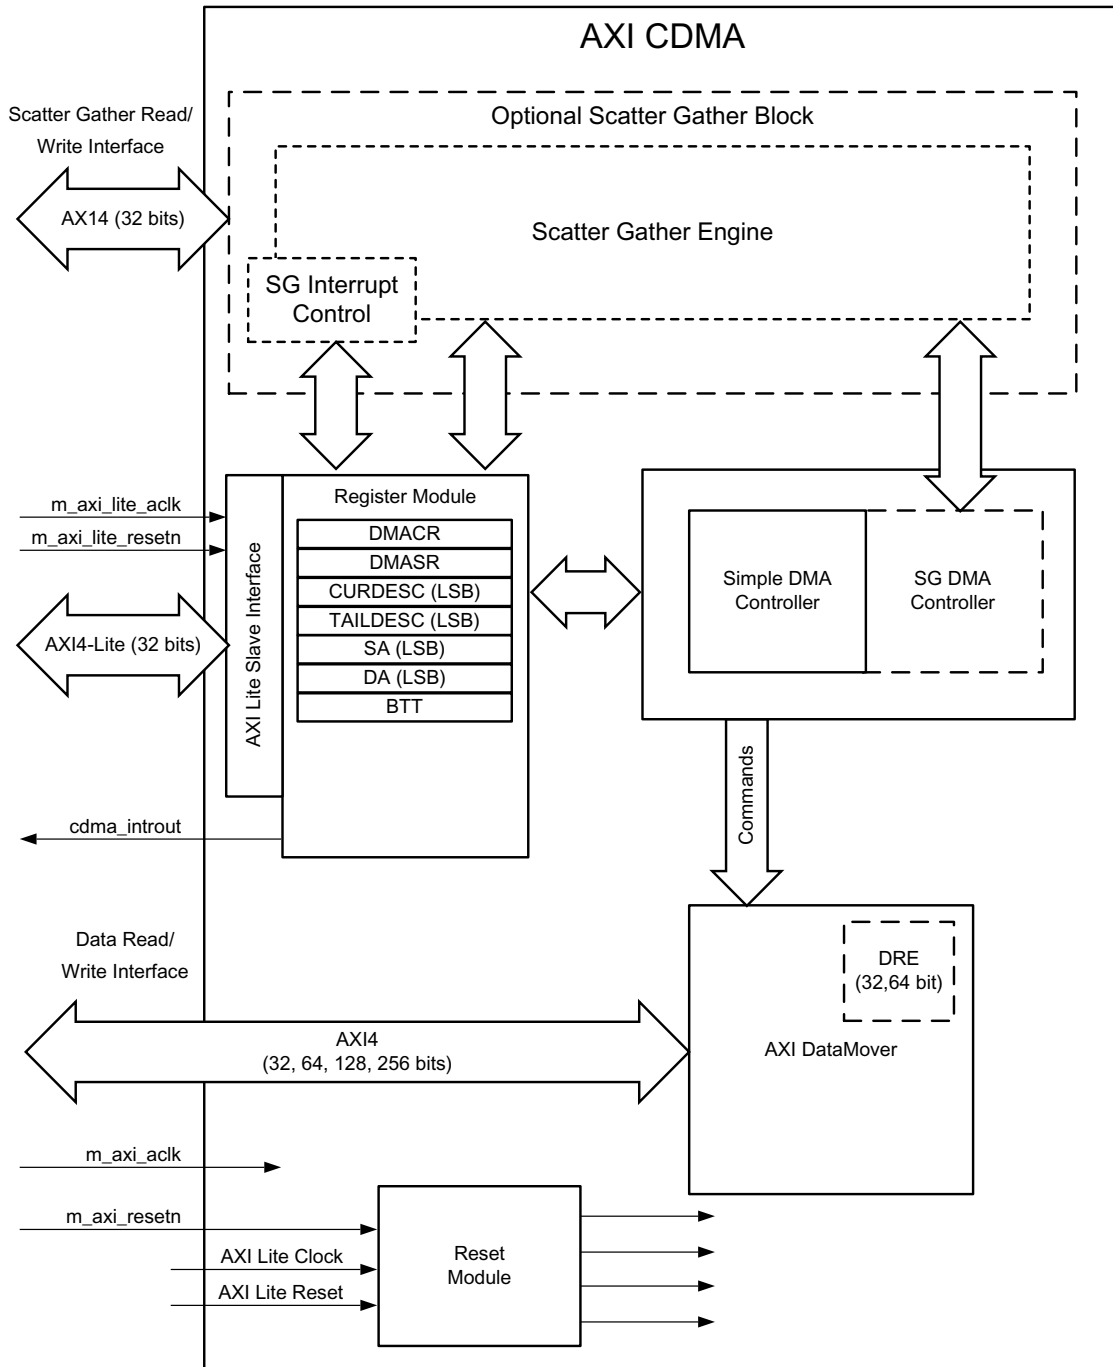 AXI CDMA
Scatter Gather Read/
Write Interface
Optional Scatter Gather Block
AX14 (32 bits)
Scatter Gather Engine
SG Interrupt
Control
m_axi_lite_aclk
m_axi_lite_resetn
AXI4-Lite (32 bits)
AXI Lite Slave Interface
Register Module
DMACR
DMASR
CURDESC (LSB)
TAILDESC (LSB)
SA (LSB)
DA (LSB)
BTT
Simple DMA
Controller
SG DMA
Controller
cdma_introut
Commands
Data Read/
Write Interface
DRE
(32,64 bit)
AXI4
(32, 64, 128, 256 bits)
AXI DataMover
m_axi_aclk
m_axi_resetn
AXI Lite Clock
AXI Lite Reset
Reset
Module